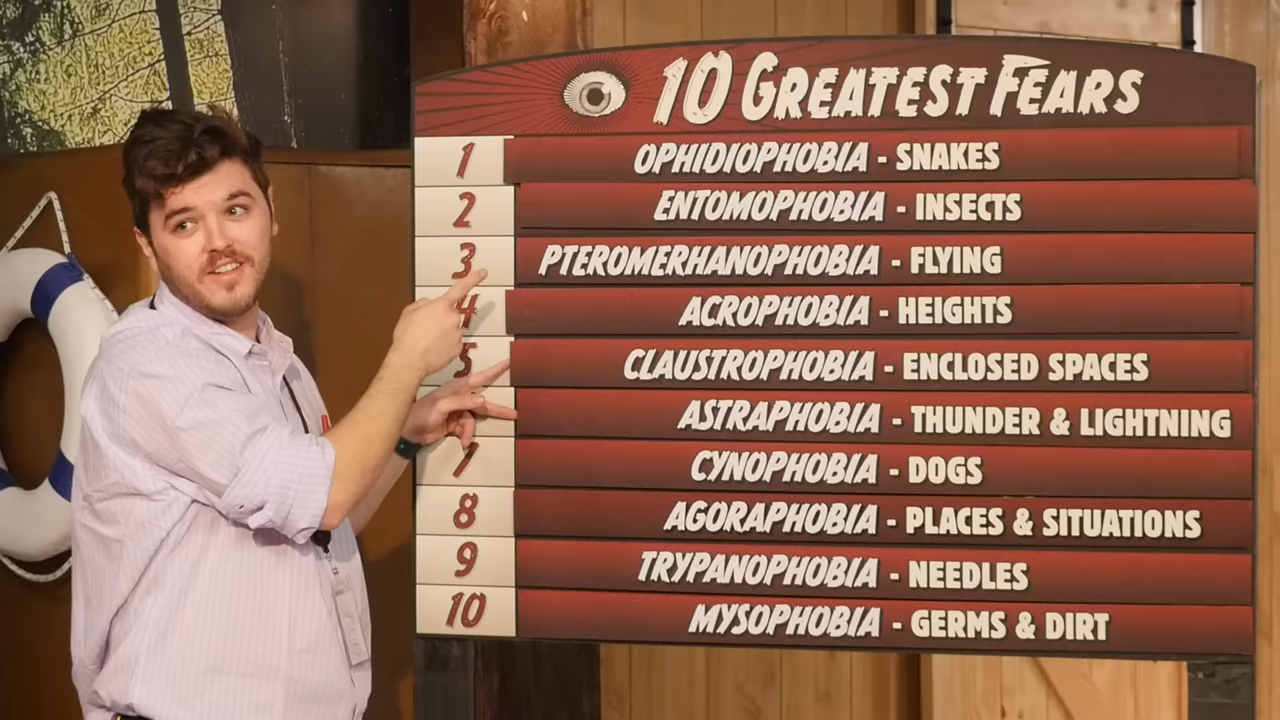 10 GREATEST FEARS
1 OPHIDIOPHOBIA - SNAKES
2 ENTOMOPHOBIA - INSECTS
3 PTEROMERHANOPHOBIA - FLYING
4 ACROPHOBIA - HEIGHTS
5 CLAUSTROPHOBIA - ENCLOSED SPACES
ASTRAPHOBIA - THUNDER & LIGHTNING
7 CYNOPHOBIA - DOGS
8 AGORAPHOBIA - PLACES & SITUATIONS
9 TRYPANOPHOBIA - NEEDLES
10 MYSOPHOBIA - GERMS & DIRT